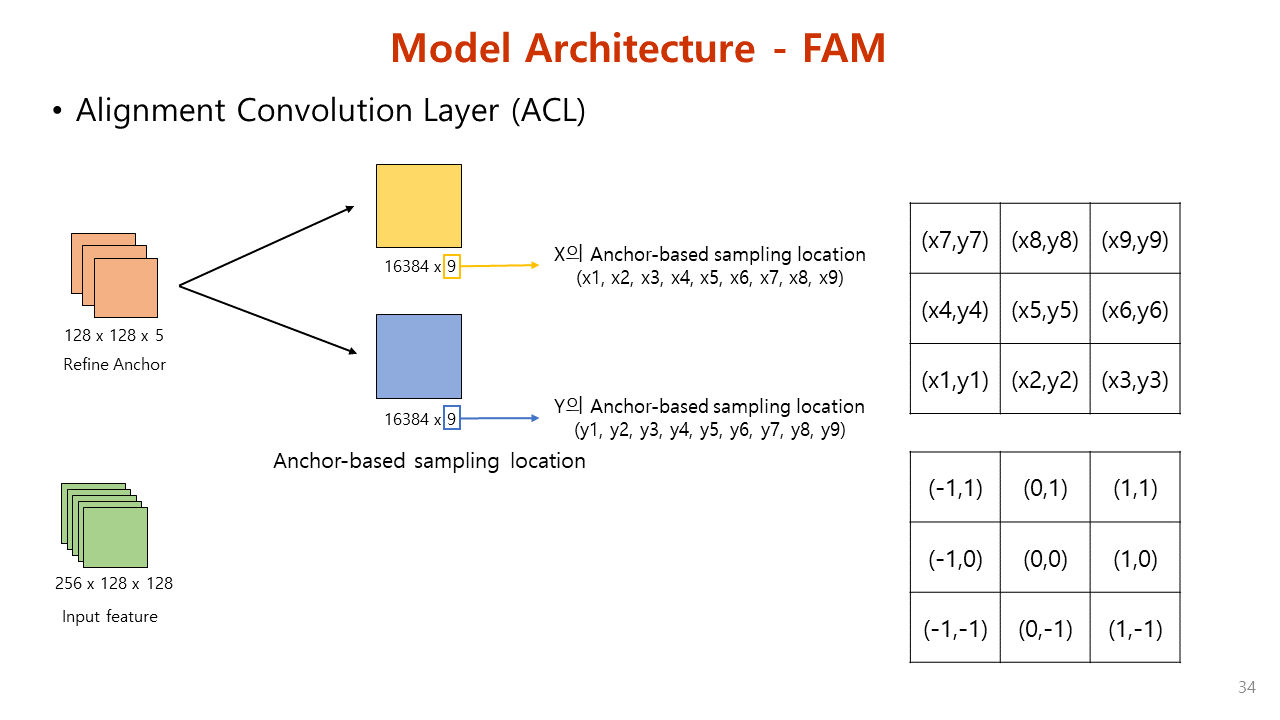 Model Architecture - FAM
• Alignment Convolution Layer (ACL)
128 x 128 x 5
Refine Anchor
16384 x 9
X의 Anchor-based sampling location
(x1, x2, x3, x4, x5, x6, x7, x8, x9)
16384 x 9
Y의 Anchor-based sampling location
(y1, y2, y3, y4, y5, y6, y7, y8, y9)
Anchor-based sampling location
256 x 128 x 128
Input feature
(x7,y7) (x8,y8) (x9,y9)
(x4,y4) (x5,y5) (x6,y6)
(x1,y1) (x2,y2) (x3,y3)
(-1,1) (0,1) (1,1)
(-1,0) (0,0) (1,0)
(-1,-1) (0,-1) (1,-1)
34